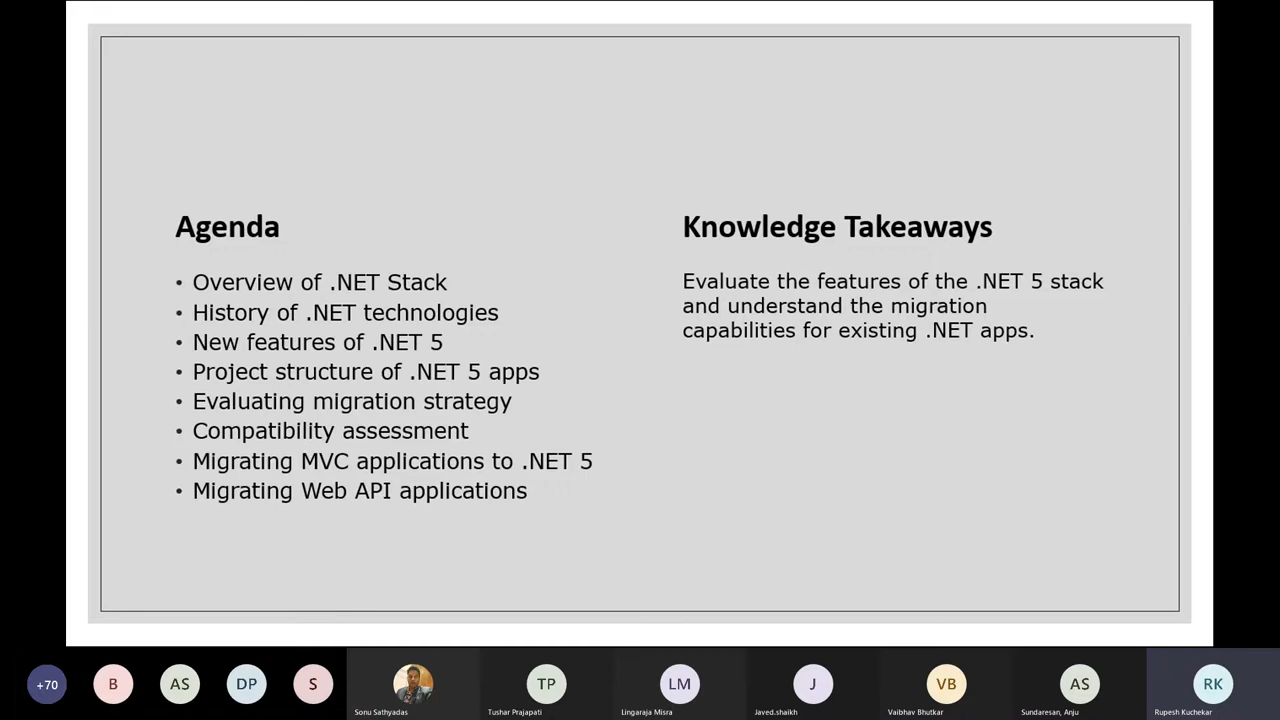 Agenda
• Overview of .NET Stack
• History of .NET technologies
• New features of .NET 5
• Project structure of .NET 5 apps
• Evaluating migration strategy
• Compatibility assessment
• Migrating MVC applications to .NET 5
• Migrating Web API applications
Knowledge Takeaways
Evaluate the features of the .NET 5 stack
and understand the migration
capabilities for existing .NET apps.
+70
B
AS
DP
S
Sonu Sathyadas
TP
Tushar Prajapati
LM
Lingaraja Misra
J
Javed.shaikh
VB
Vaibhav Bhutkar
AS
Sundaresan, Anju
RK
Rupesh Kuchekar